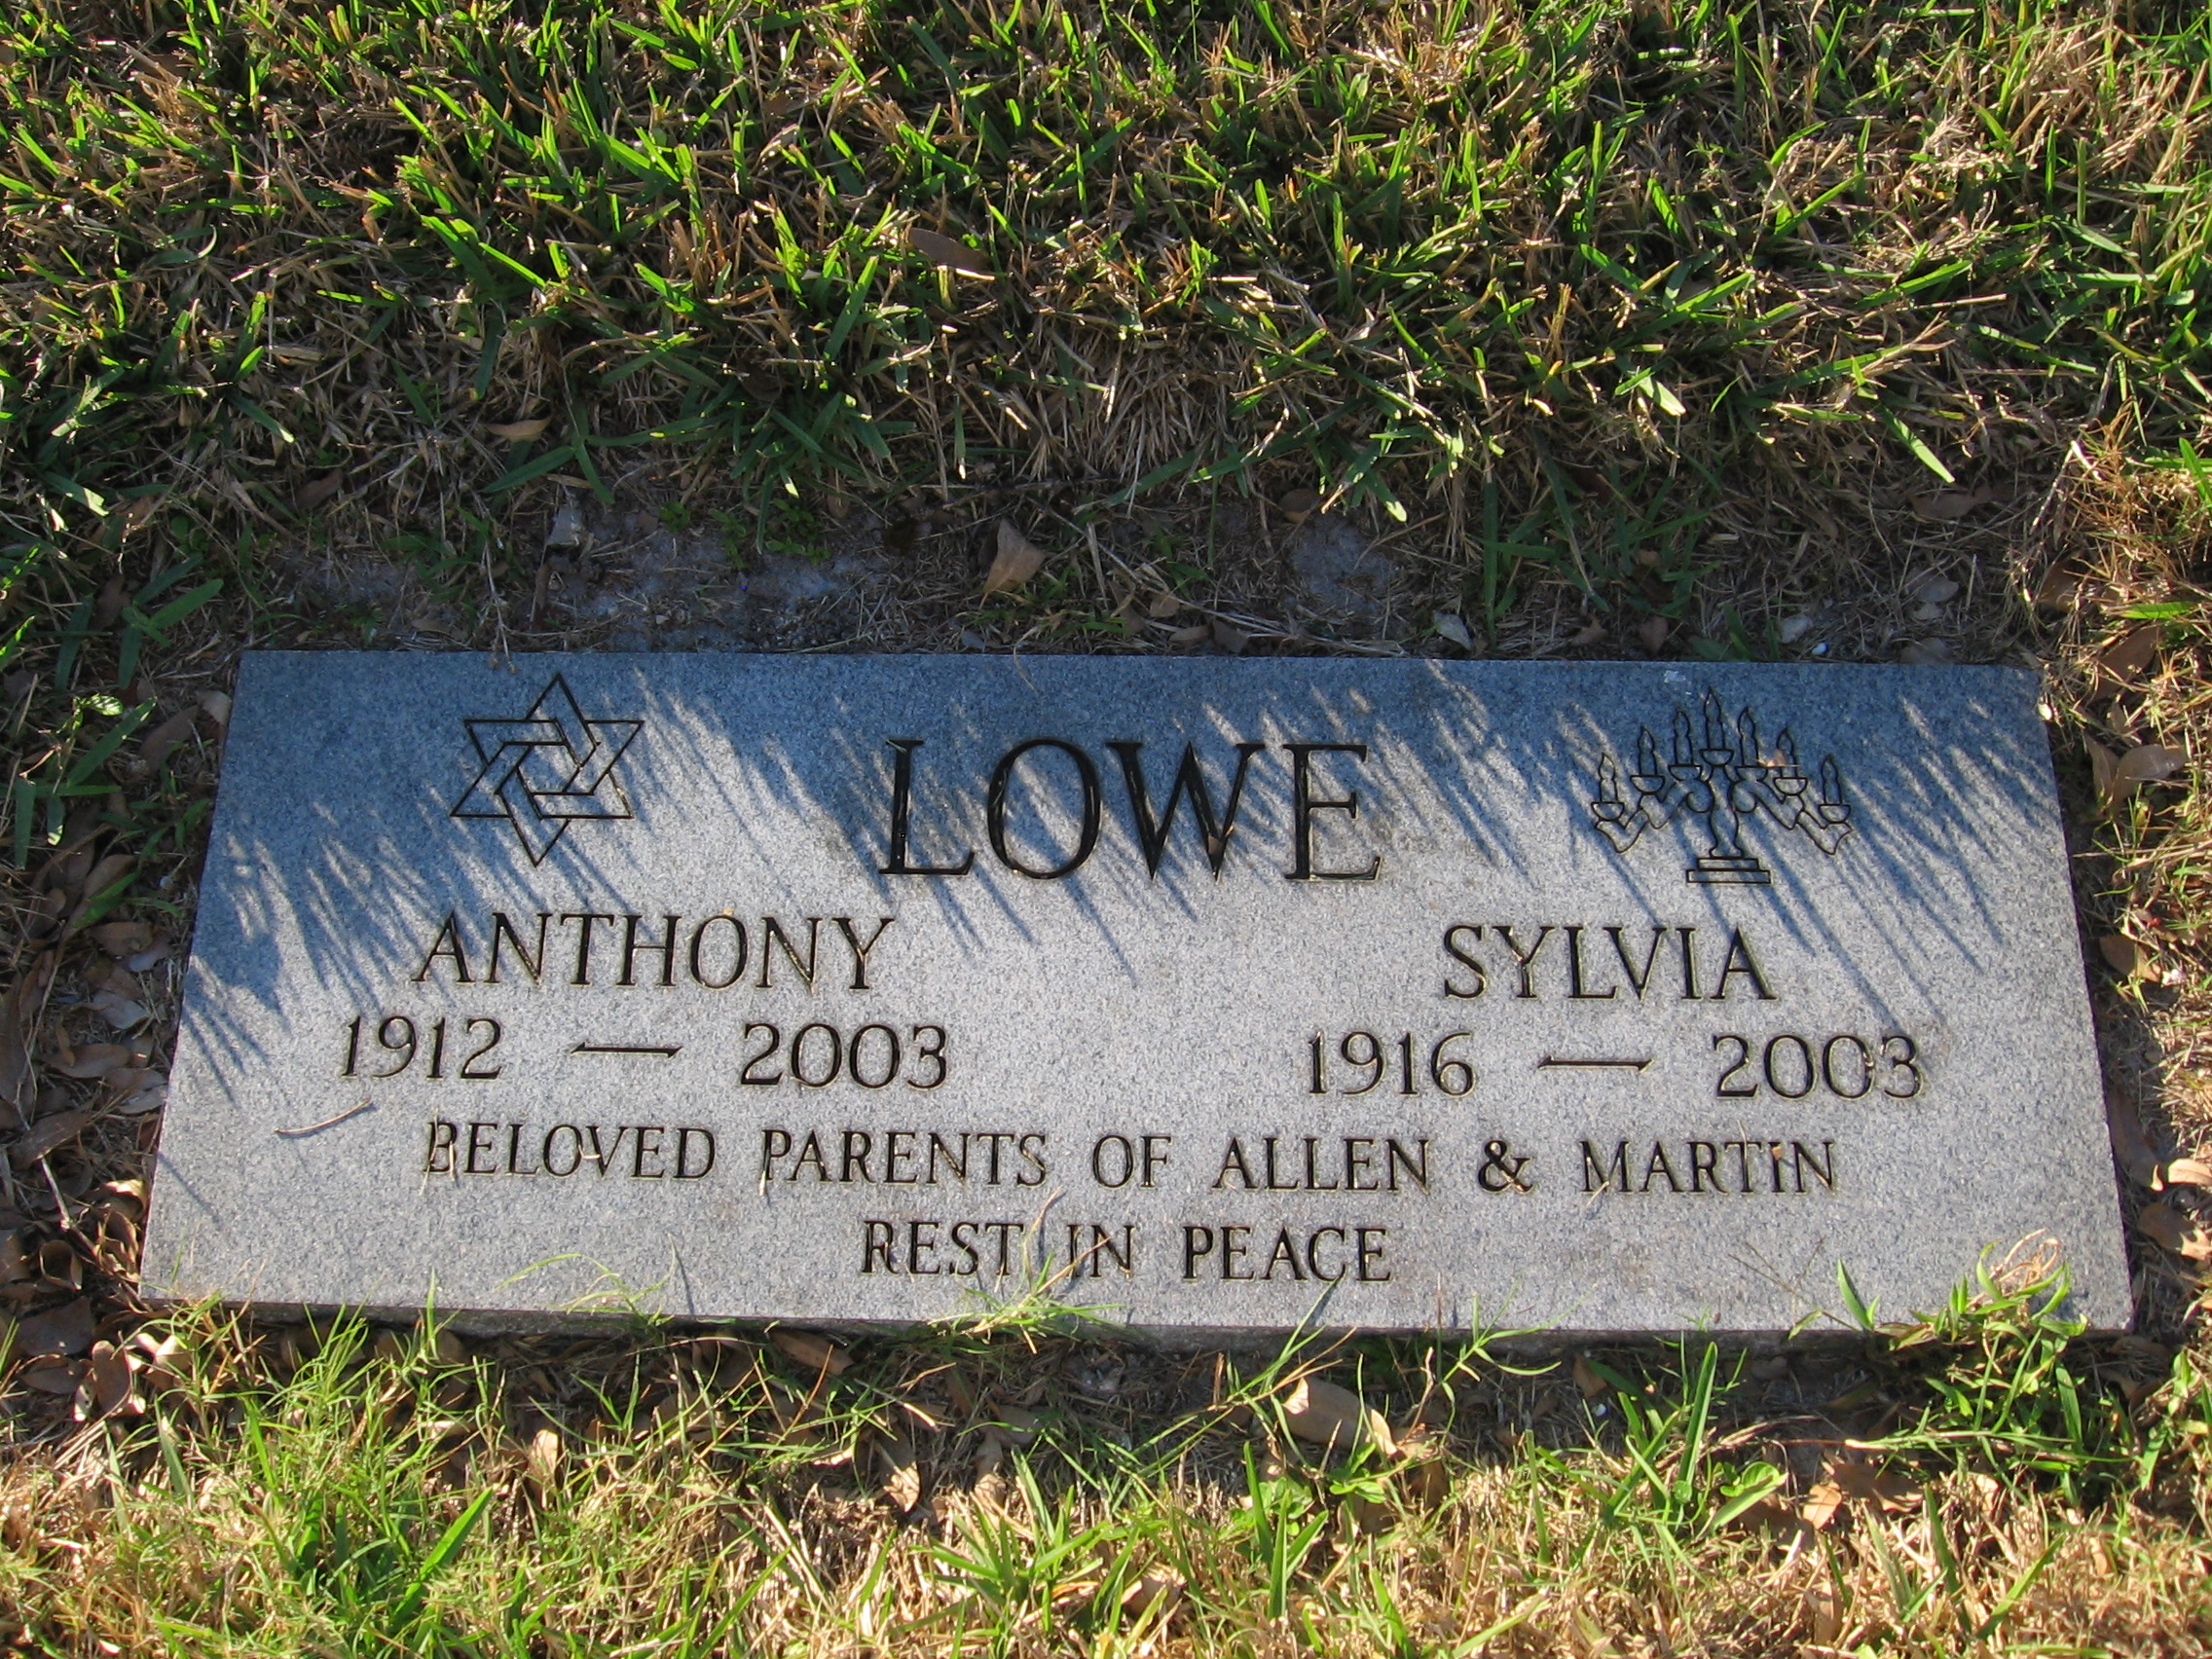 LOWE
ANTHONY SYLVIA
1912 — 2003 1916 — 2003
BELOVED PARENTS OF ALLEN & MARTIN
REST IN PEACE